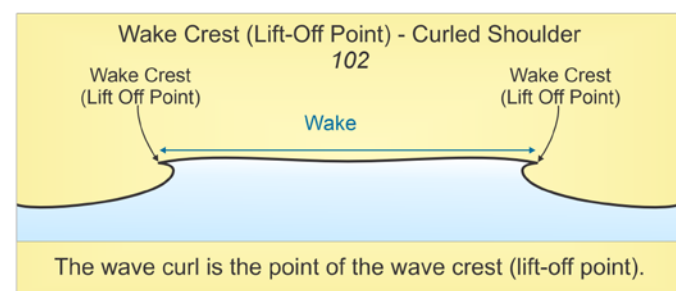 Wake Crest (Lift-Off Point) - Curled Shoulder
102
Wake Crest
(Lift Off Point)
Wake Crest
(Lift Off Point)
Wake
The wave curl is the point of the wave crest (lift-off point).